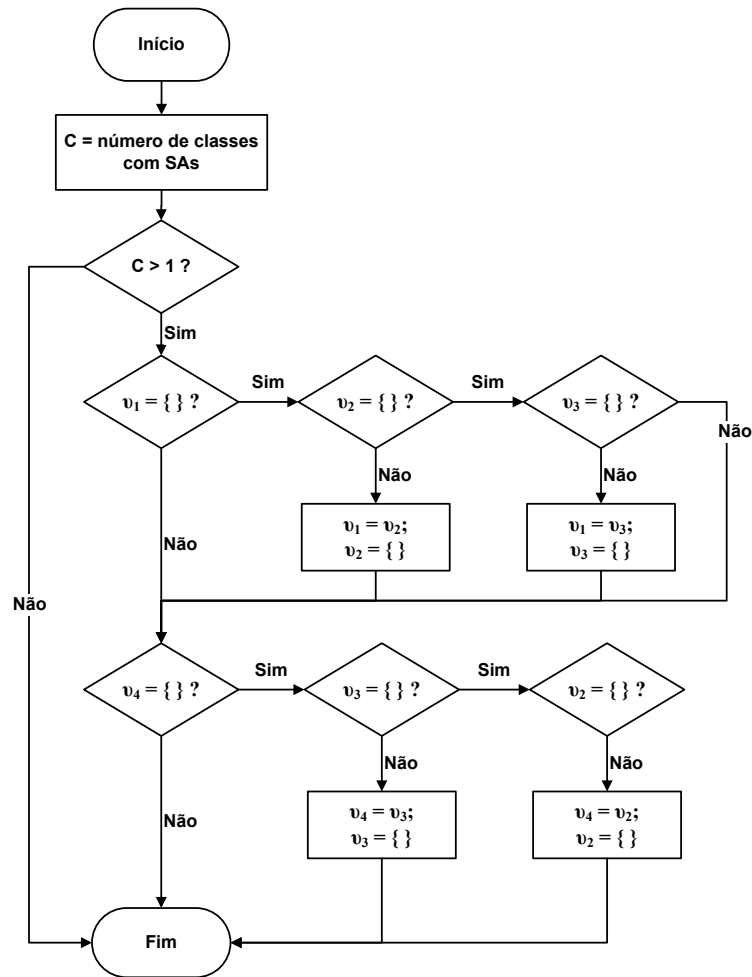 Início
C = número de classes
com SAs
C > 1 ?
Sim
υ₁ = { } ?
Sim
υ₂ = { } ?
Sim
υ₃ = { } ?
Não
Não
Não
υ₁ = υ₂;
υ₂ = { }
υ₁ = υ₃;
υ₃ = { }
Não
Não
υ₄ = { } ?
Sim
υ₃ = { } ?
Sim
υ₂ = { } ?
Não
Não
Não
υ₄ = υ₃;
υ₃ = { }
υ₄ = υ₂;
υ₂ = { }
Fim